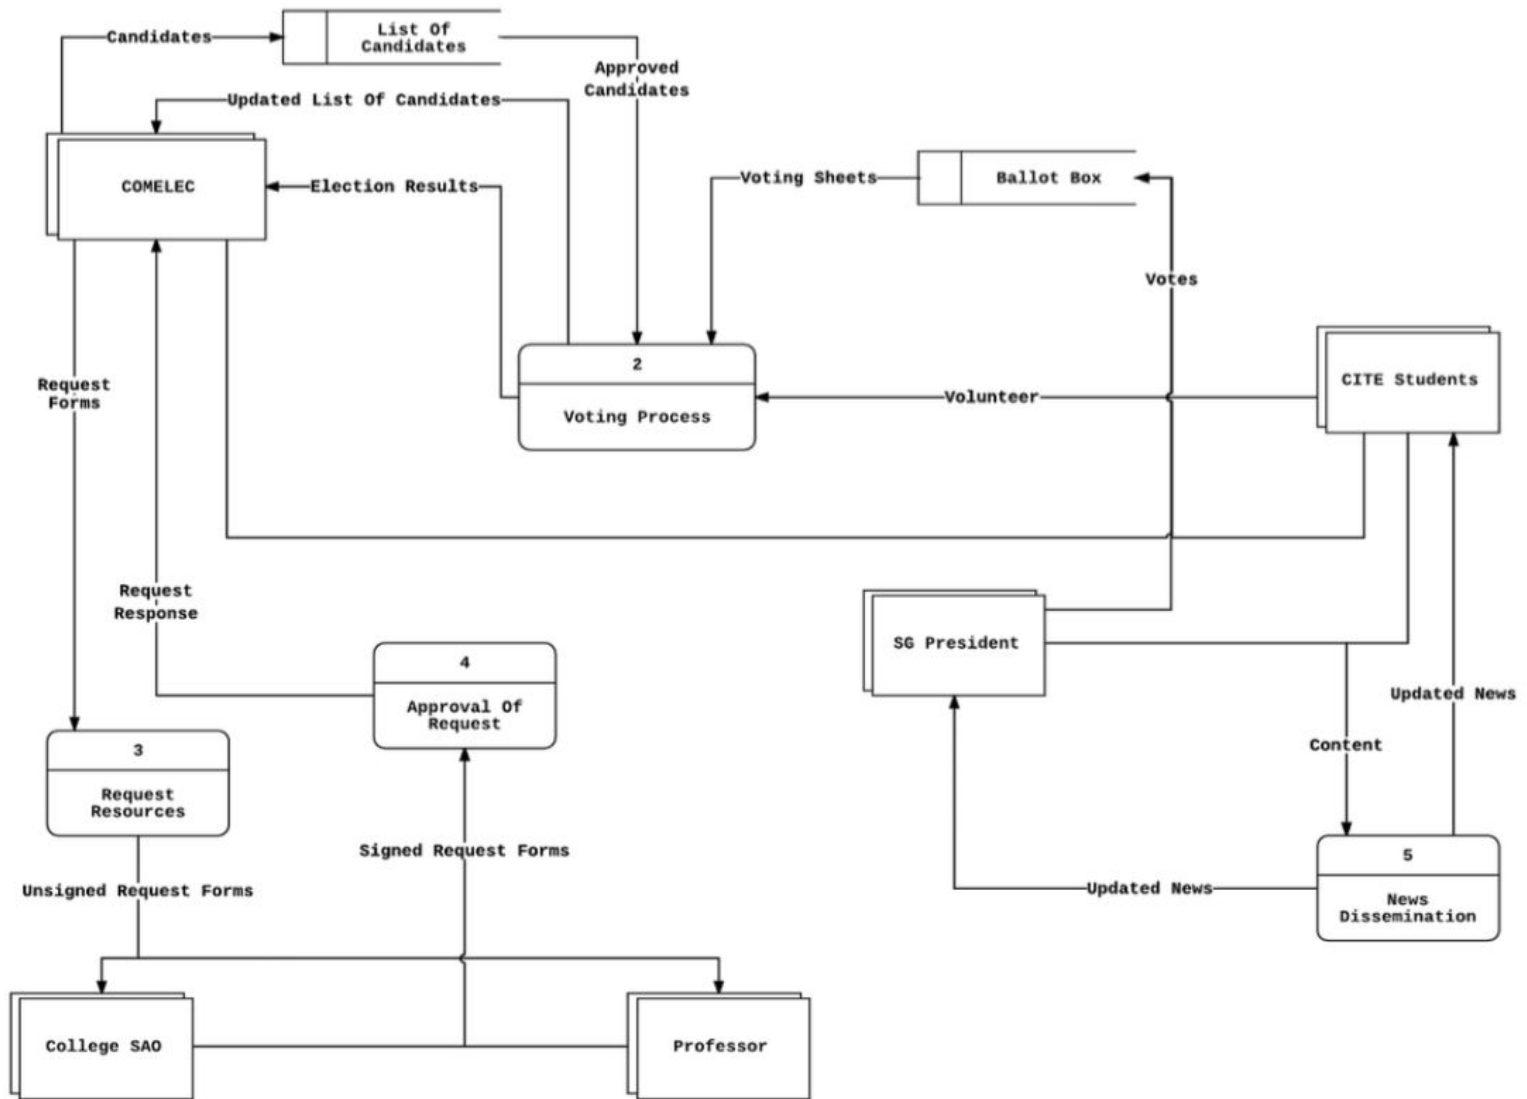 Candidates
List Of
Candidates
Approved
Candidates
Updated List Of Candidates
COMELEC
Election Results
Voting Sheets
Ballot Box
Votes
2
Voting Process
Volunteer
CITE Students
Request
Forms
Request
Response
SG President
4
Approval Of
Request
Updated News
3
Request
Resources
Content
Signed Request Forms
5
News
Dissemination
Unsigned Request Forms
Updated News
College SAO
Professor